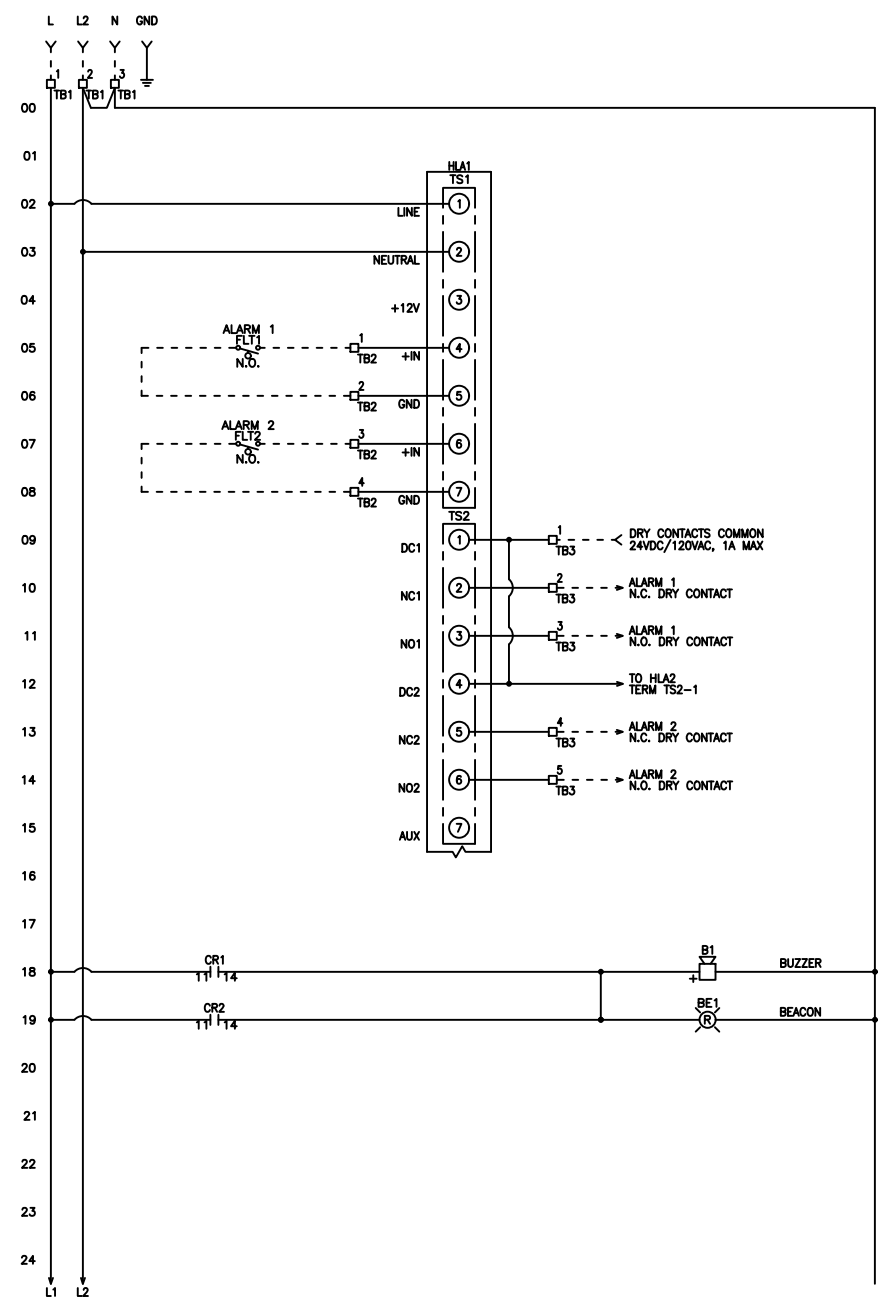 L L2 N GND
1 2 3
TB1 TB1 TB1
00
01
HLA1
TS1
02 LINE 1
03 NEUTRAL 2
04 +12V 3
ALARM 1
FLT1
N.O.
05 1 TB2 +IN 4
06 2 TB2 GND 5
ALARM 2
FLT2
N.O.
07 3 TB2 +IN 6
08 4 TB2 GND 7
TS2
09 DC1 1 1 TB3 DRY CONTACTS COMMON
24VDC/120VAC, 1A MAX
10 NC1 2 2 TB3 ALARM 1
N.C. DRY CONTACT
11 NO1 3 3 TB3 ALARM 1
N.O. DRY CONTACT
12 DC2 4 TO HLA2
TERM TS2-1
13 NC2 5 4 TB3 ALARM 2
N.C. DRY CONTACT
14 NO2 6 5 TB3 ALARM 2
N.O. DRY CONTACT
15 AUX 7
16
17
CR1 B1
18 11 14 + BUZZER
CR2 BE1
19 11 14 R BEACON
20
21
22
23
24
L1 L2